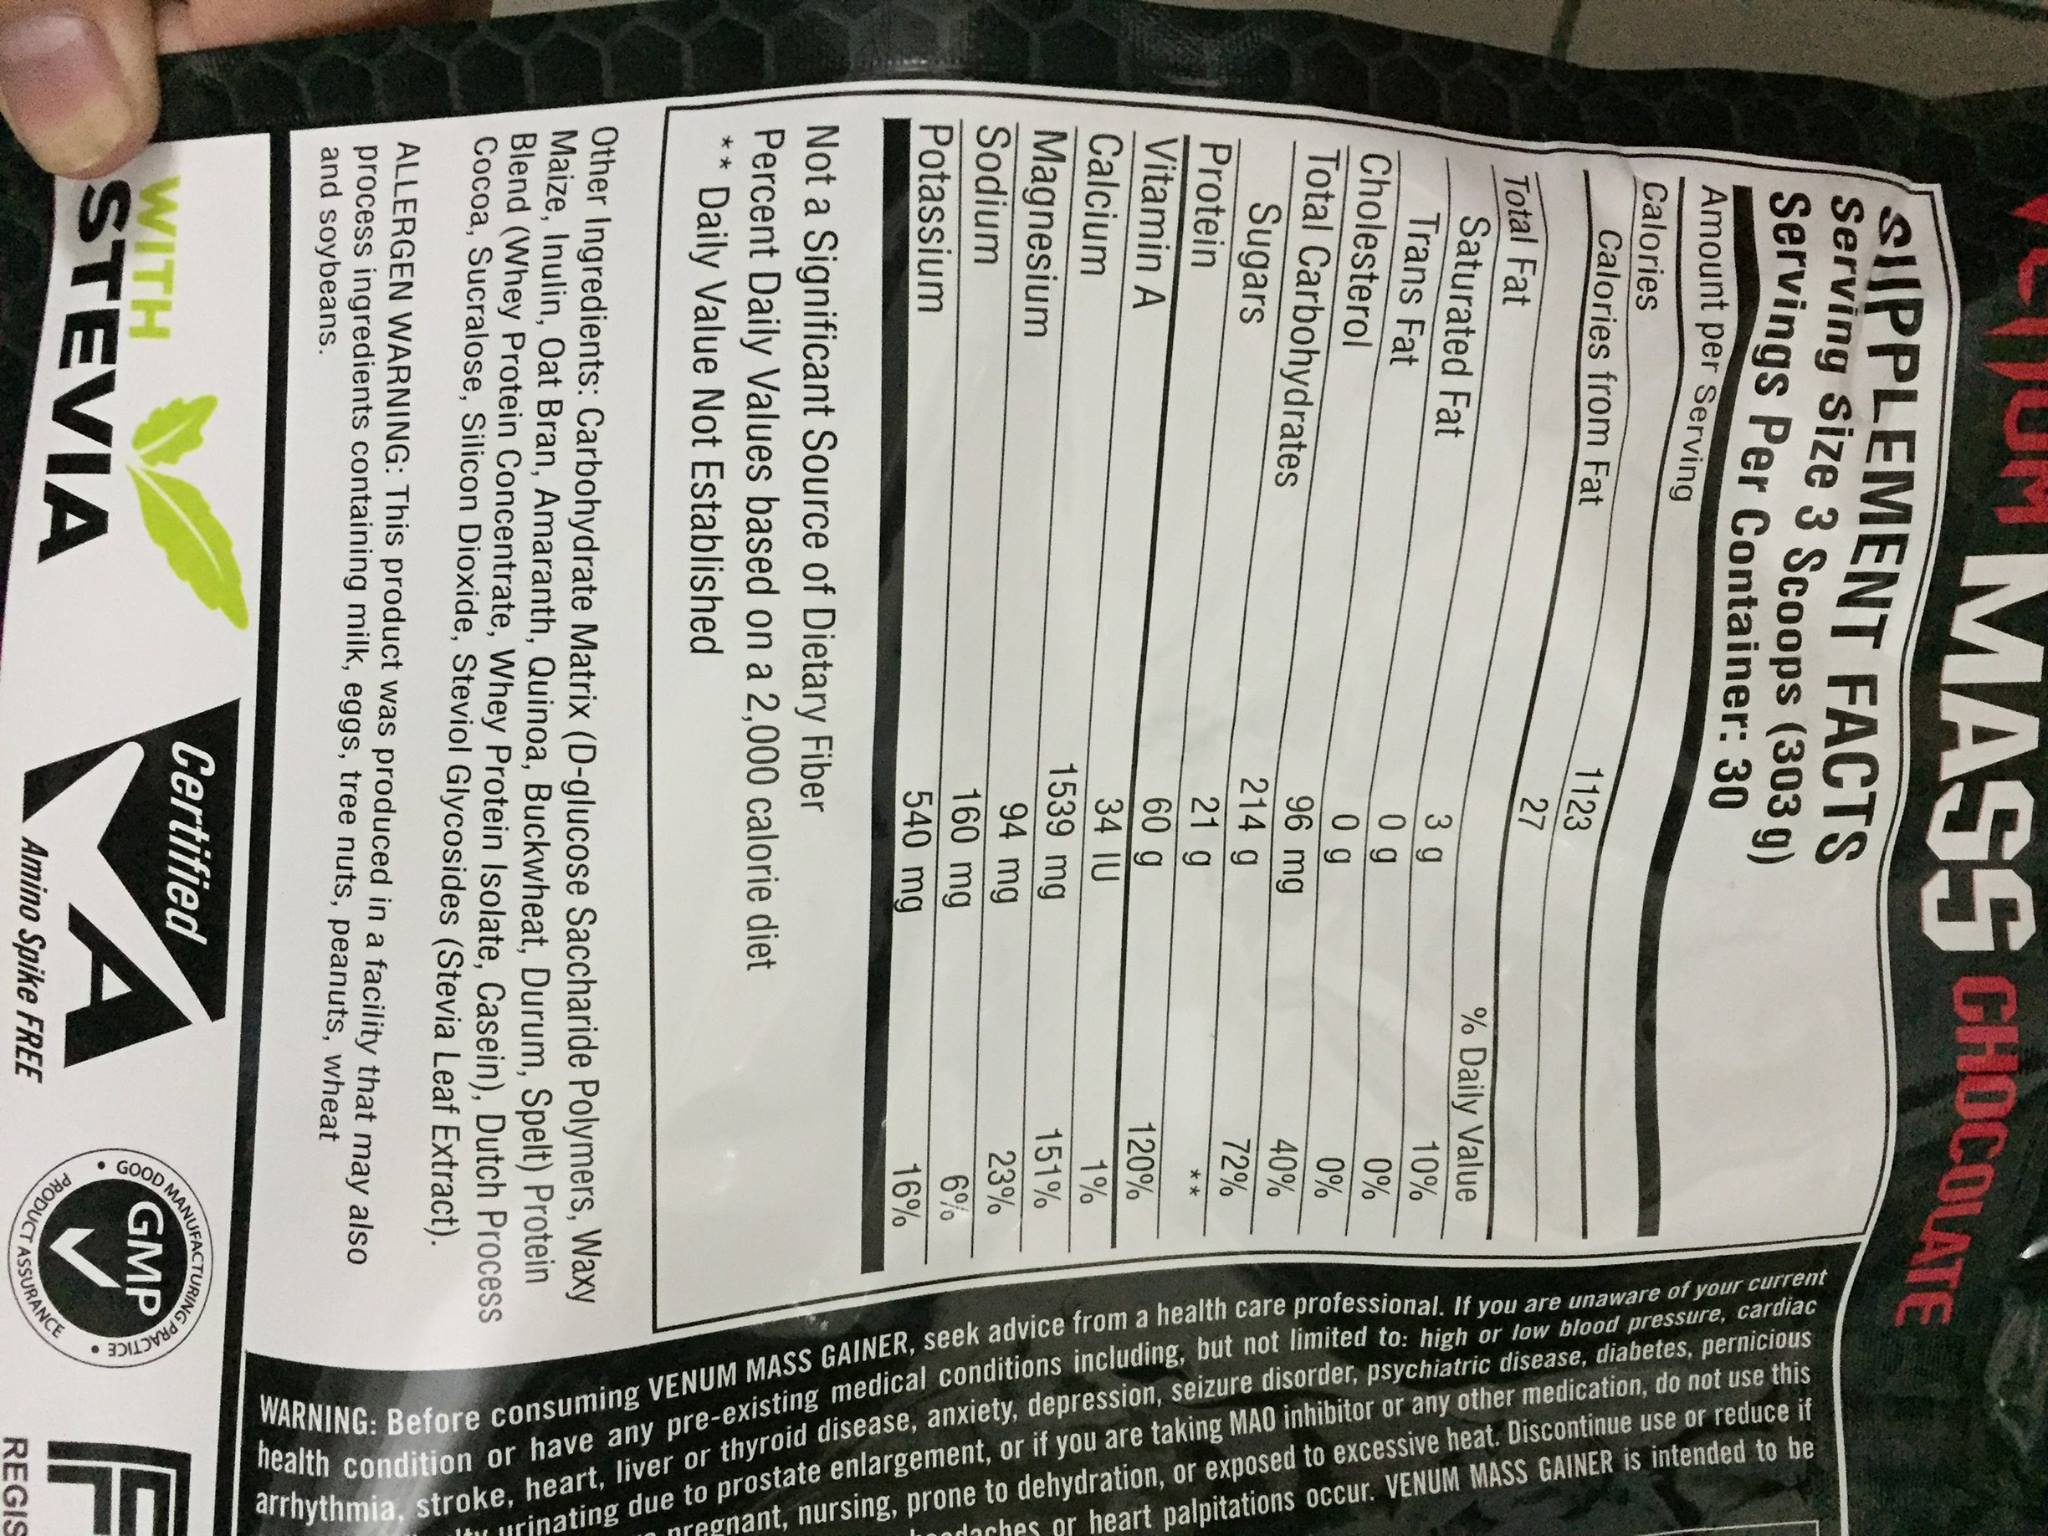 VENUM MASS CHOCOLATE
SUPPLEMENT FACTS
Serving Size 3 Scoops (303 g)
Servings Per Container: 30
Amount per Serving
Calories 1123
Calories from Fat 27
% Daily Value
Total Fat 3 g 10%
Saturated Fat 0 g 0%
Trans Fat 0 g 0%
Cholesterol 96 mg 40%
Total Carbohydrates 214 g 72%
Sugars 21 g **
Protein 60 g 120%
Vitamin A 34 IU 1%
Calcium 1539 mg 151%
Magnesium 94 mg 23%
Sodium 160 mg 6%
Potassium 540 mg 16%
Not a Significant Source of Dietary Fiber
Percent Daily Values based on a 2,000 calorie diet
** Daily Value Not Established
Other Ingredients: Carbohydrate Matrix (D-glucose Saccharide Polymers, Waxy
Maize, Inulin, Oat Bran, Amaranth, Quinoa, Buckwheat, Durum, Spelt) Protein
Blend (Whey Protein Concentrate, Whey Protein Isolate, Casein), Dutch Process
Cocoa, Sucralose, Silicon Dioxide, Steviol Glycosides (Stevia Leaf Extract).
ALLERGEN WARNING: This product was produced in a facility that may also
process ingredients containing milk, eggs, tree nuts, peanuts, wheat
and soybeans.
WITH
STEVIA
Certified
A
Amino Spike FREE
GOOD MANUFACTURING PRACTICE
GMP
PRODUCT ASSURANCE
REGIS
WARNING: Before consuming VENUM MASS GAINER, seek advice from a health care professional. If you are unaware of your current
health condition or have any pre-existing medical conditions including, but not limited to: high or low blood pressure, cardiac
arrhythmia, stroke, heart, liver or thyroid disease, anxiety, depression, seizure disorder, psychiatric disease, diabetes, pernicious
urinating due to prostate enlargement, or if you are taking MAO inhibitor or any other medication, do not use this
pregnant, nursing, prone to dehydration, or exposed to excessive heat. Discontinue use or reduce if
or heart palpitations occur. VENUM MASS GAINER is intended to be